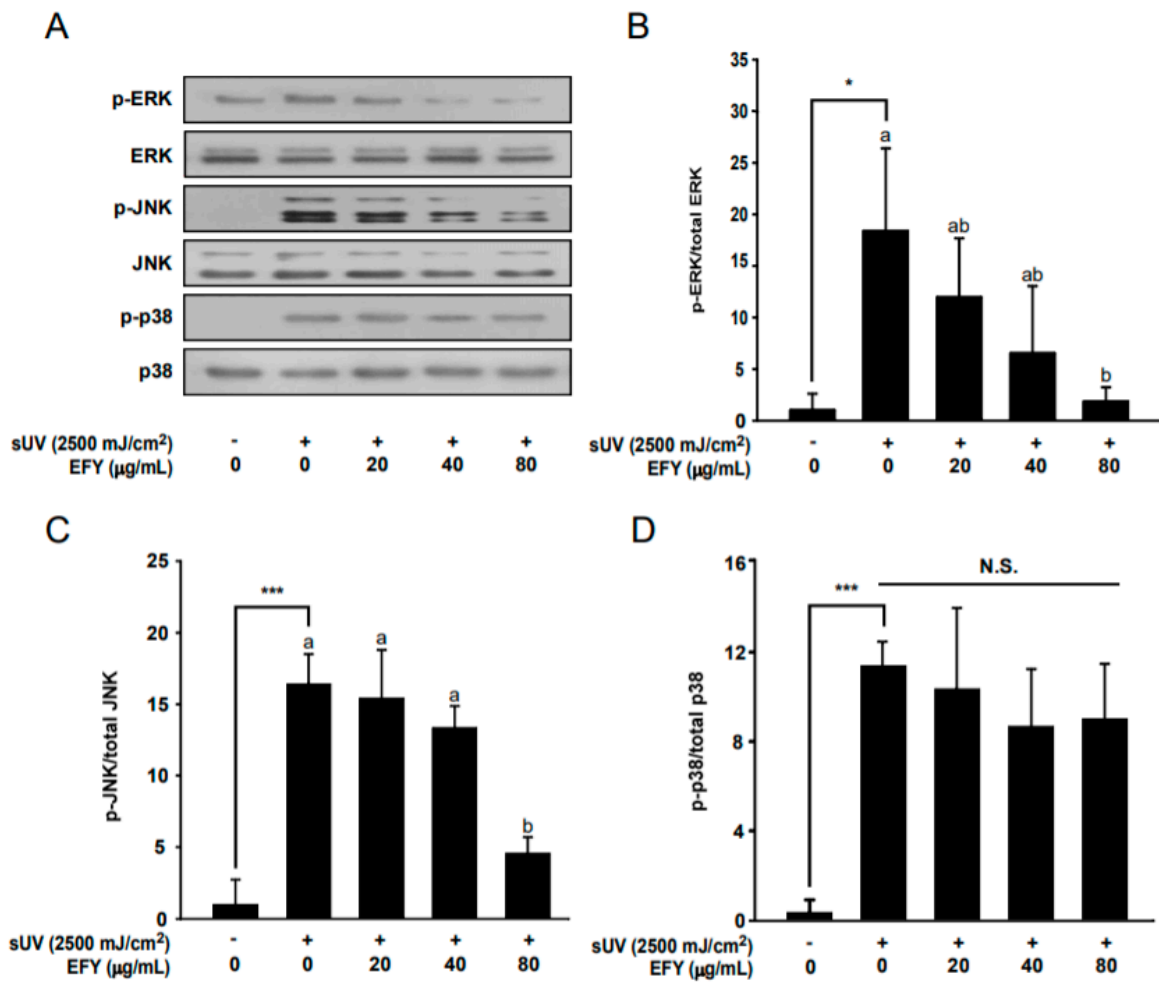 A
p-ERK
ERK
p-JNK
JNK
p-p38
p38
sUV (2500 mJ/cm²) - + + + +
EFY (μg/mL) 0 0 20 40 80
B
35
30
25
20
15
10
5
0
p-ERK/total ERK
*
a
ab
ab
b
sUV (2500 mJ/cm²) - + + + +
EFY (μg/mL) 0 0 20 40 80
C
25
20
15
10
5
0
p-JNK/total JNK
***
a
a
a
b
sUV (2500 mJ/cm²) - + + + +
EFY (μg/mL) 0 0 20 40 80
D
16
12
8
4
0
p-p38/total p38
***
N.S.
sUV (2500 mJ/cm²) - + + + +
EFY (μg/mL) 0 0 20 40 80